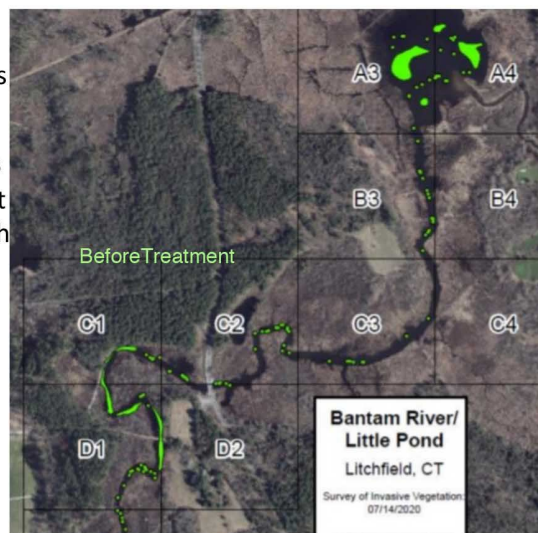 s
t
h
A3
A4
B3
B4
BeforeTreatment
C1
C2
C3
C4
D1
D2
Bantam River/
Little Pond
Litchfield, CT
Survey of Invasive Vegetation:
07/14/2020